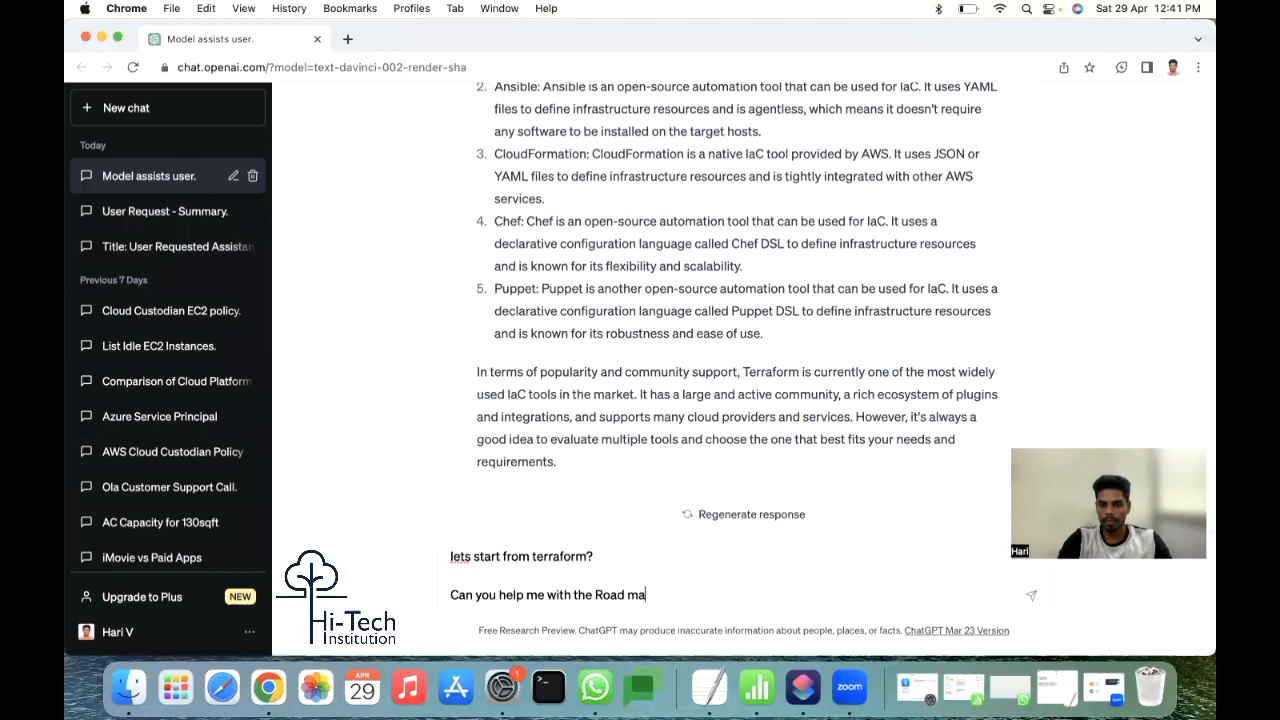 Chrome File Edit View History Bookmarks Profiles Tab Window Help Sat 29 Apr 12:41 PM
Model assists user.
chat.openai.com/?model=text-davinci-002-render-sha
New chat
Today
Model assists user.
User Request - Summary.
Title: User Requested Assistan
Previous 7 Days
Cloud Custodian EC2 policy.
List Idle EC2 Instances.
Comparison of Cloud Platform
Azure Service Principal
AWS Cloud Custodian Policy
Ola Customer Support Call.
AC Capacity for 130sqft
iMovie vs Paid Apps
Upgrade to Plus NEW
Hari V
2. Ansible: Ansible is an open-source automation tool that can be used for IaC. It uses YAML
files to define infrastructure resources and is agentless, which means it doesn't require
any software to be installed on the target hosts.
3. CloudFormation: CloudFormation is a native IaC tool provided by AWS. It uses JSON or
YAML files to define infrastructure resources and is tightly integrated with other AWS
services.
4. Chef: Chef is an open-source automation tool that can be used for IaC. It uses a
declarative configuration language called Chef DSL to define infrastructure resources
and is known for its flexibility and scalability.
5. Puppet: Puppet is another open-source automation tool that can be used for IaC. It uses a
declarative configuration language called Puppet DSL to define infrastructure resources
and is known for its robustness and ease of use.
In terms of popularity and community support, Terraform is currently one of the most widely
used IaC tools in the market. It has a large and active community, a rich ecosystem of plugins
and integrations, and supports many cloud providers and services. However, it's always a
good idea to evaluate multiple tools and choose the one that best fits your needs and
requirements.
Regenerate response
lets start from terraform?
Can you help me with the Road ma
Free Research Preview. ChatGPT may produce inaccurate information about people, places, or facts. ChatGPT Mar 23 Version
Hari
Hi-Tech
Institution
APR
29
1
zoom